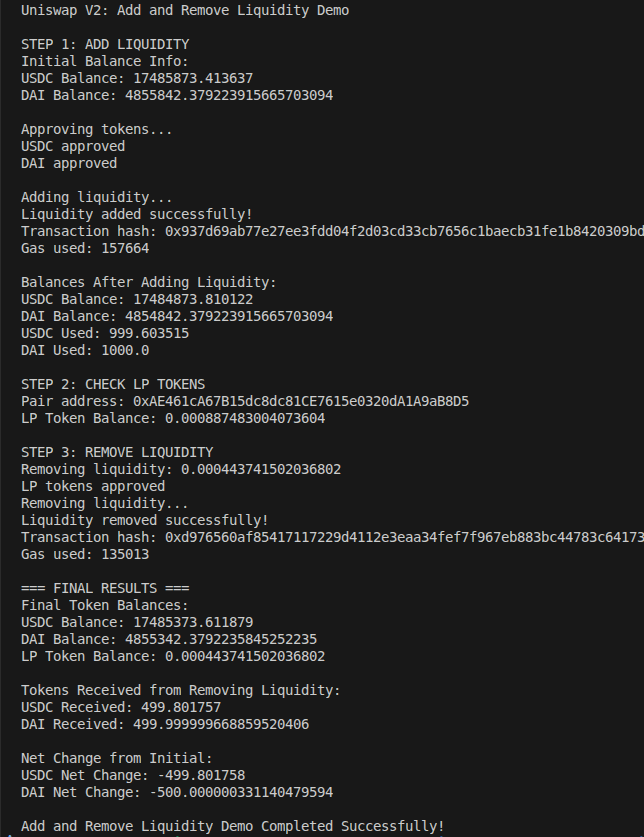 Uniswap V2: Add and Remove Liquidity Demo
STEP 1: ADD LIQUIDITY
Initial Balance Info:
USDC Balance: 17485873.413637
DAI Balance: 4855842.379223915665703094
Approving tokens...
USDC approved
DAI approved
Adding liquidity...
Liquidity added successfully!
Transaction hash: 0x937d69ab77e27ee3fdd04f2d03cd33cb7656c1baecb31fe1b8420309bd
Gas used: 157664
Balances After Adding Liquidity:
USDC Balance: 17484873.810122
DAI Balance: 4854842.379223915665703094
USDC Used: 999.603515
DAI Used: 1000.0
STEP 2: CHECK LP TOKENS
Pair address: 0xAE461cA67B15dc8dc81CE7615e0320dA1A9aB8D5
LP Token Balance: 0.000887483004073604
STEP 3: REMOVE LIQUIDITY
Removing liquidity: 0.000443741502036802
LP tokens approved
Removing liquidity...
Liquidity removed successfully!
Transaction hash: 0xd976560af85417117229d4112e3eaa34fef7f967eb883bc44783c64173
Gas used: 135013
=== FINAL RESULTS ===
Final Token Balances:
USDC Balance: 17485373.611879
DAI Balance: 4855342.3792235845252235
LP Token Balance: 0.000443741502036802
Tokens Received from Removing Liquidity:
USDC Received: 499.801757
DAI Received: 499.999999668859520406
Net Change from Initial:
USDC Net Change: -499.801758
DAI Net Change: -500.000000331140479594
Add and Remove Liquidity Demo Completed Successfully!